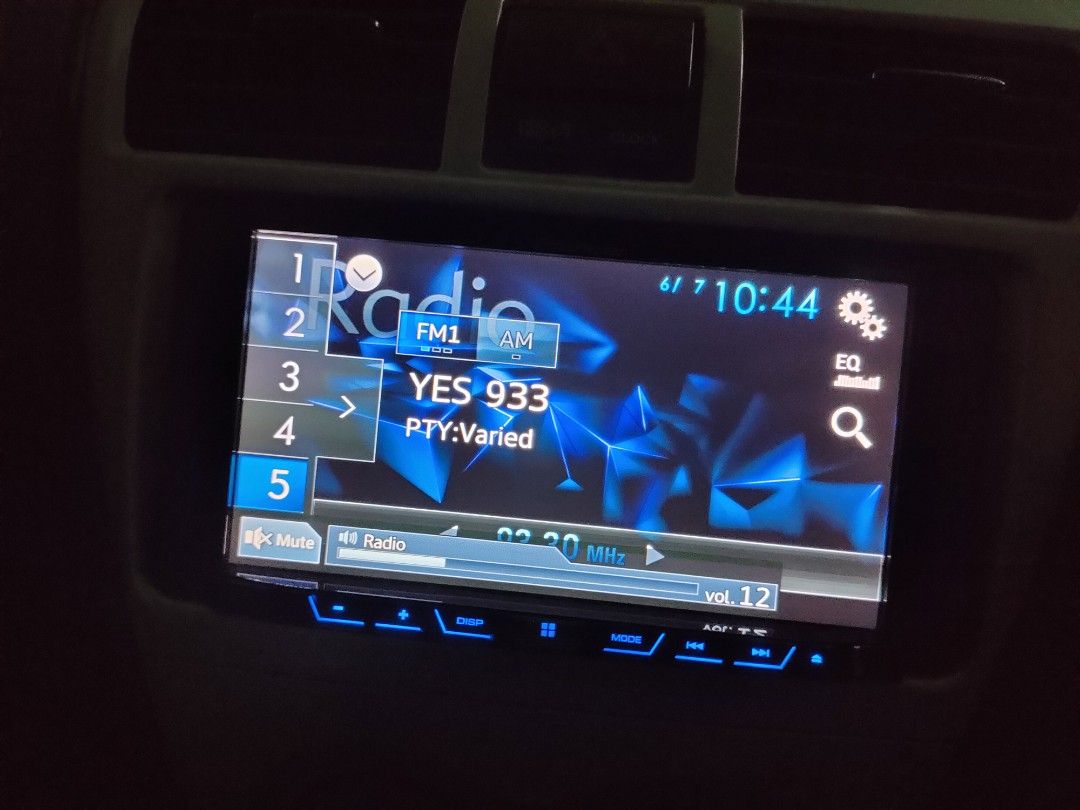 1
2
3
4
5
Radio
6/ 7 10:44
FM1 AM
EQ
YES 933
PTY:Varied
MHz
Mute
Radio
vol. 12
DISP
MODE